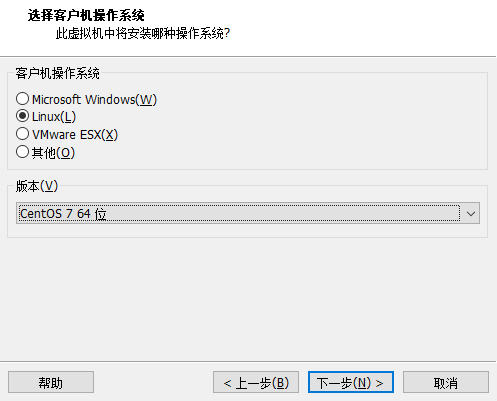 选择客户机操作系统
此虚拟机中将安装哪种操作系统?
客户机操作系统
Microsoft Windows(W)
Linux(L)
VMware ESX(X)
其他(O)
版本(V)
CentOS 7 64 位
帮助
< 上一步(B)
下一步(N) >
取消